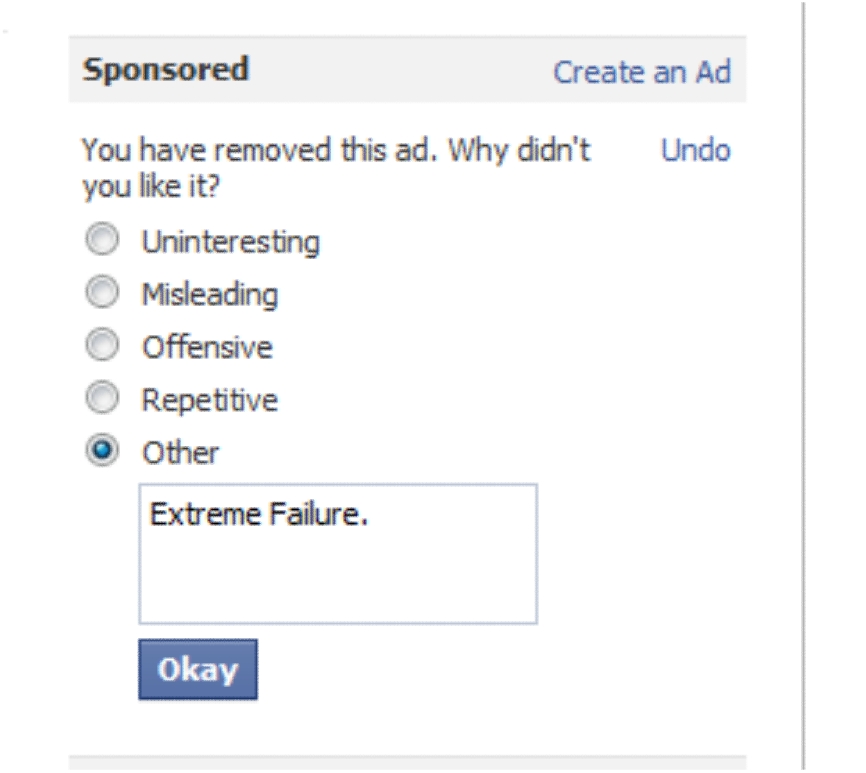 Sponsored Create an Ad
You have removed this ad. Why didn't Undo
you like it?
Uninteresting
Misleading
Offensive
Repetitive
Other
Extreme Failure.
Okay